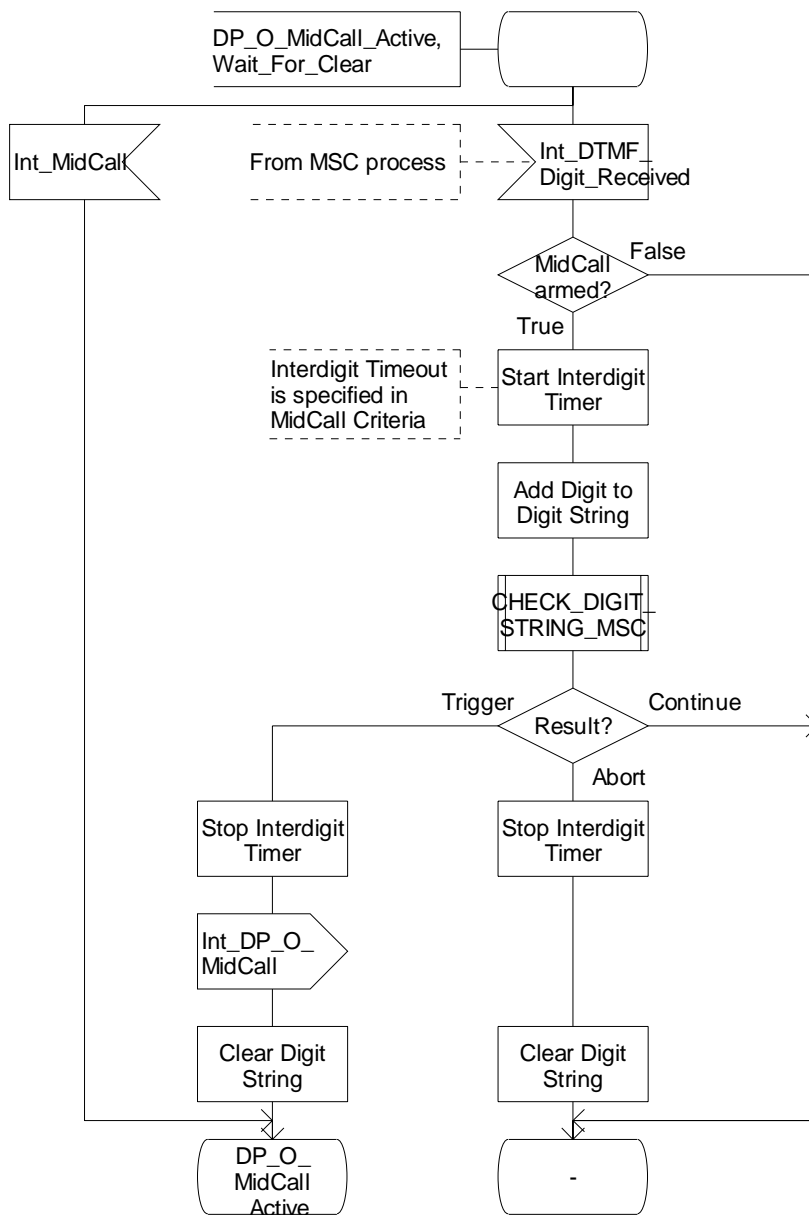 DP_O_MidCall_Active,
Wait_For_Clear
Int_MidCall
From MSC process
Int_DTMF_
Digit_Received
MidCall
armed?
False
True
Interdigit Timeout
is specified in
MidCall Criteria
Start Interdigit
Timer
Add Digit to
Digit String
CHECK_DIGIT_
STRING_MSC
Trigger
Result?
Continue
Abort
Stop Interdigit
Timer
Stop Interdigit
Timer
Int_DP_O_
MidCall
Clear Digit
String
Clear Digit
String
DP_O_
MidCall
_Active
-